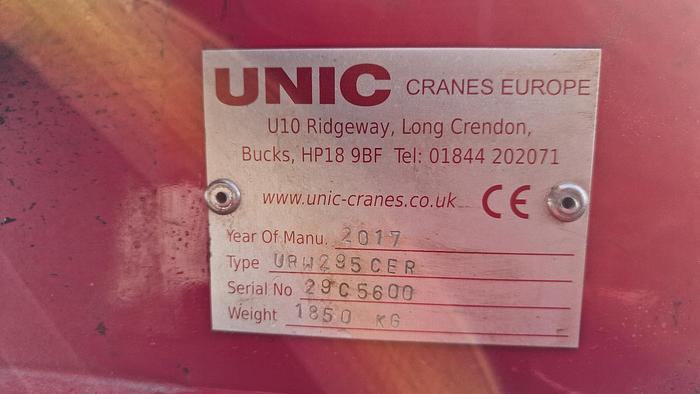 UNIC CRANES EUROPE
U10 Ridgeway, Long Crendon,
Bucks, HP18 9BF Tel: 01844 202071
www.unic-cranes.co.uk CE
Year Of Manu. 2017
Type URW295CER
Serial No 29C5600
Weight 1850 KG